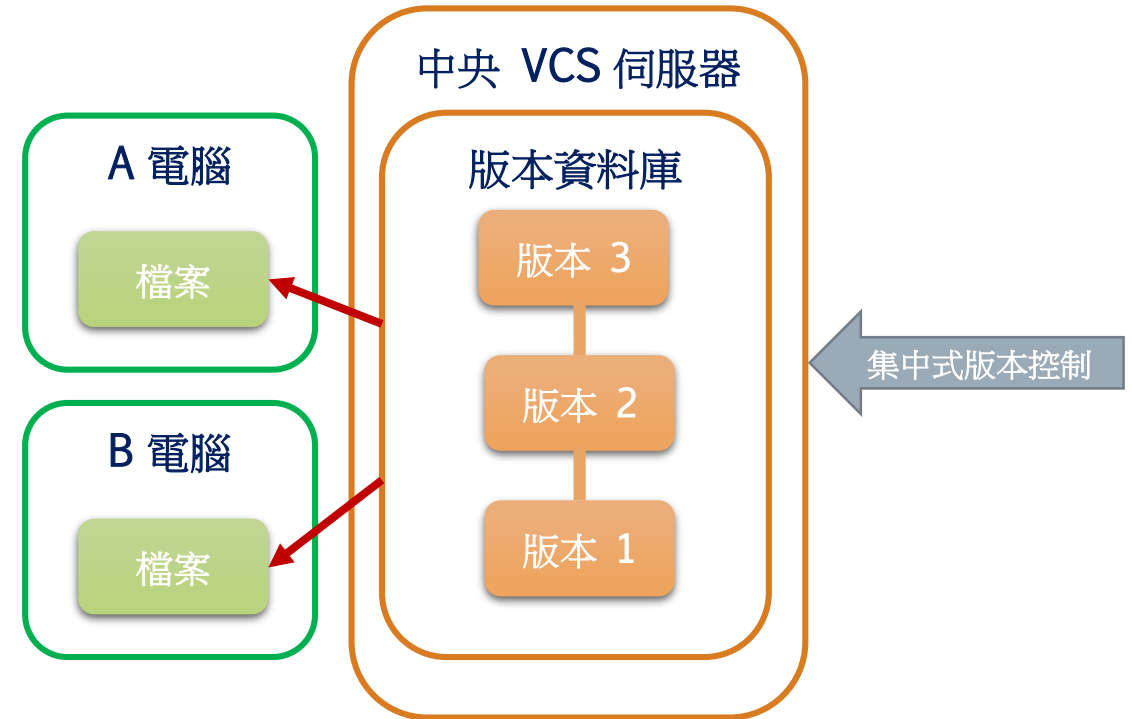 中央 VCS 伺服器
A 電腦
檔案
版本資料庫
版本 3
版本 2
版本 1
B 電腦
檔案
集中式版本控制